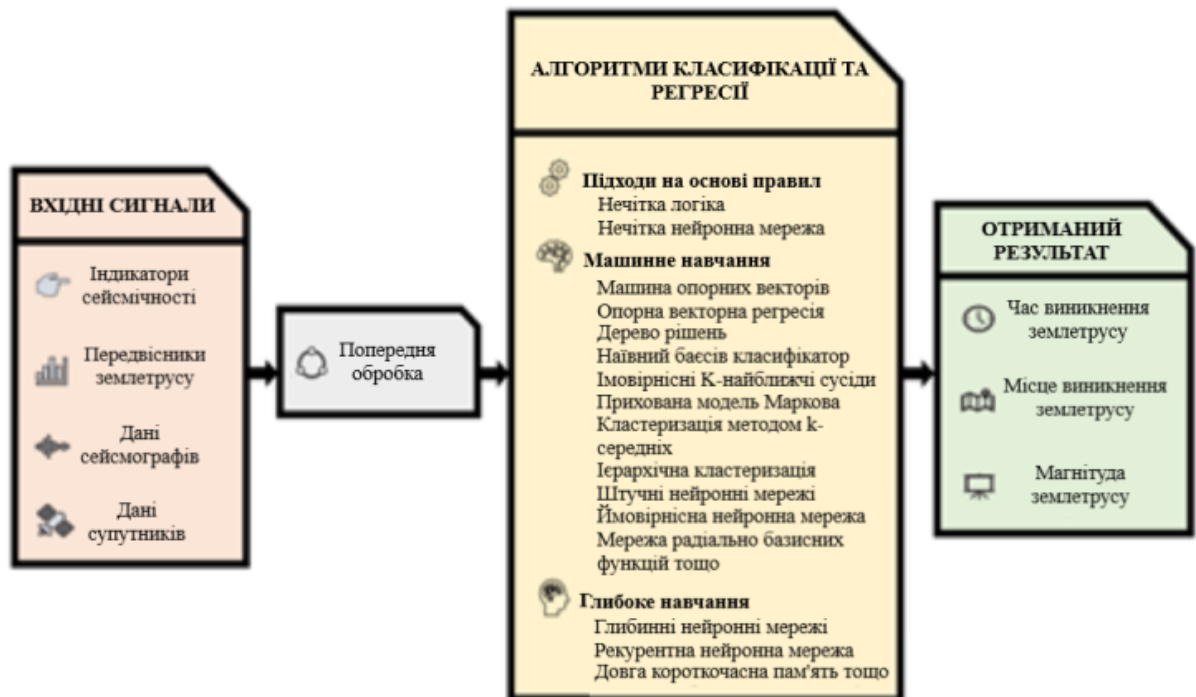 ВХІДНІ СИГНАЛИ
Індикатори
сейсмічності
Передвісники
землетрусу
Дані
сейсмографів
Дані
супутників
Попередня
обробка
АЛГОРИТМИ КЛАСИФІКАЦІЇ ТА
РЕГРЕСІЇ
Підходи на основі правил
Нечітка логіка
Нечітка нейронна мережа
Машинне навчання
Машина опорних векторів
Опорна векторна регресія
Дерево рішень
Наївний баєсів класифікатор
Імовірнісні К-найближчі сусіди
Прихована модель Маркова
Кластеризація методом k-
середніх
Ієрархічна кластеризація
Штучні нейронні мережі
Ймовірнісна нейронна мережа
Мережа радіально базисних
функцій тощо
Глибоке навчання
Глибинні нейронні мережі
Рекурентна нейронна мережа
Довга короткочасна пам'ять тощо
ОТРИМАНИЙ
РЕЗУЛЬТАТ
Час виникнення
землетрусу
Місце виникнення
землетрусу
Магнітуда
землетрусу